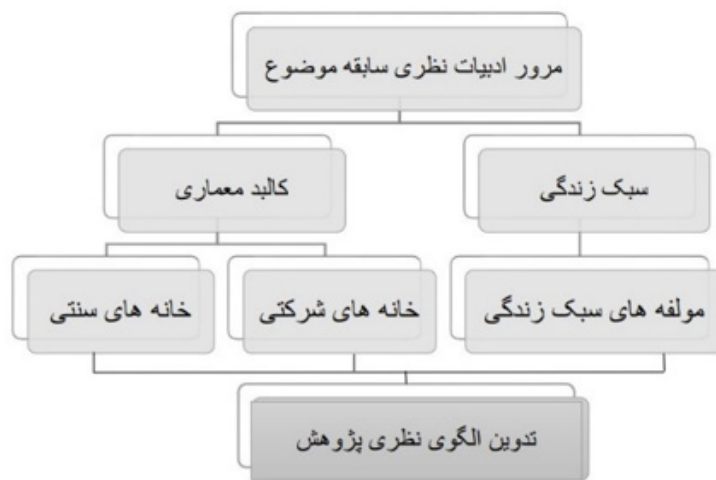 مرور ادبیات نظری سابقه موضوع
سبک زندگی
کالبد معماری
مولفه های سبک زندگی
خانه های شرکتی
خانه های سنتی
تدوین الگوی نظری پژوهش